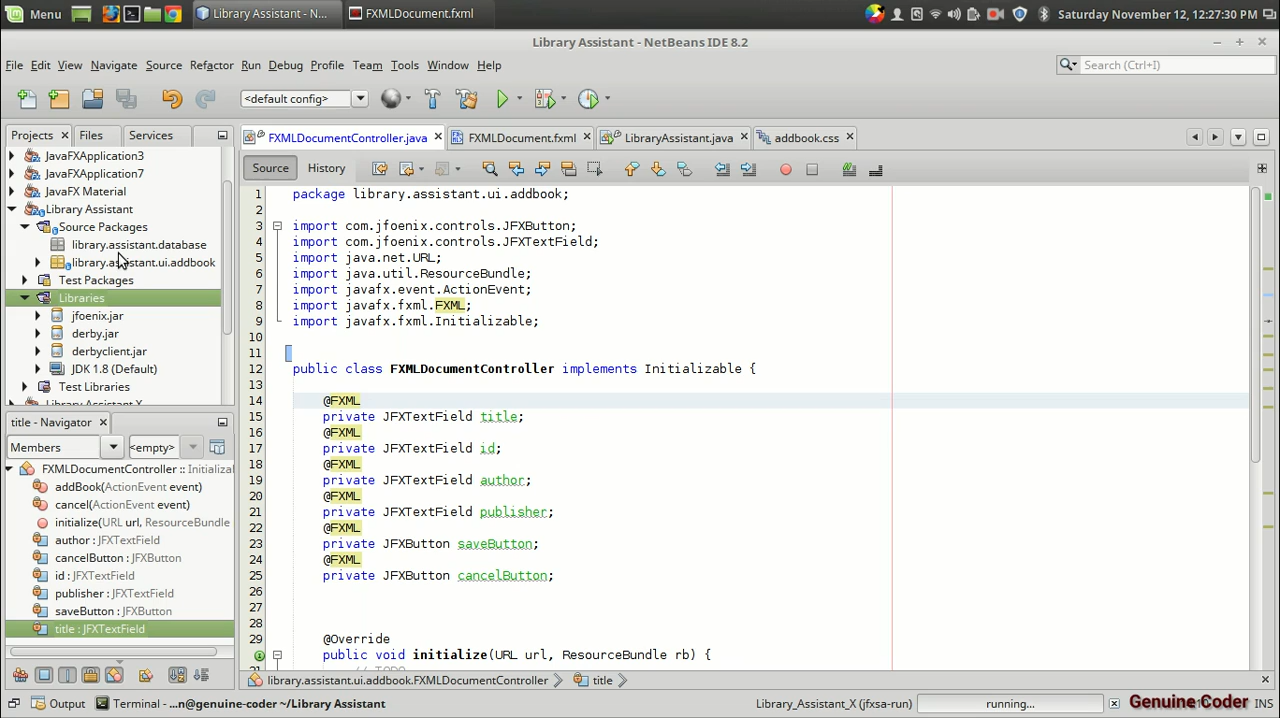 Menu
Library Assistant - N...
FXMLDocument.fxml
Saturday November 12, 12:27:30 PM
Library Assistant - NetBeans IDE 8.2
File Edit View Navigate Source Refactor Run Debug Profile Team Tools Window Help
Search (Ctrl+I)
<default config>
Projects
Files
Services
FXMLDocumentController.java
FXMLDocument.fxml
LibraryAssistant.java
addbook.css
Source
History
JavaFXApplication3
JavaFXApplication7
JavaFX Material
Library Assistant
Source Packages
library.assistant.database
library.assistant.ui.addbook
Test Packages
Libraries
jfoenix.jar
derby.jar
derbyclient.jar
JDK 1.8 (Default)
Test Libraries
Library Assistant X
title - Navigator
Members
<empty>
FXMLDocumentController :: Initializa
addBook(ActionEvent event)
cancel(ActionEvent event)
initialize(URL url, ResourceBundle
author : JFXTextField
cancelButton : JFXButton
id : JFXTextField
publisher : JFXTextField
saveButton : JFXButton
title : JFXTextField
1 package library.assistant.ui.addbook;
2
3 import com.jfoenix.controls.JFXButton;
4 import com.jfoenix.controls.JFXTextField;
5 import java.net.URL;
6 import java.util.ResourceBundle;
7 import javafx.event.ActionEvent;
8 import javafx.fxml.FXML;
9 import javafx.fxml.Initializable;
10
11
12 public class FXMLDocumentController implements Initializable {
13
14 @FXML
15 private JFXTextField title;
16 @FXML
17 private JFXTextField id;
18 @FXML
19 private JFXTextField author;
20 @FXML
21 private JFXTextField publisher;
22 @FXML
23 private JFXButton saveButton;
24 @FXML
25 private JFXButton cancelButton;
26
27
28
29 @Override
public void initialize(URL url, ResourceBundle rb) {
// TODO
library.assistant.ui.addbook.FXMLDocumentController
title
Output
Terminal - ...n@genuine-coder ~/Library Assistant
Library_Assistant_X (jfxsa-run)
running...
Genuine Coder
INS